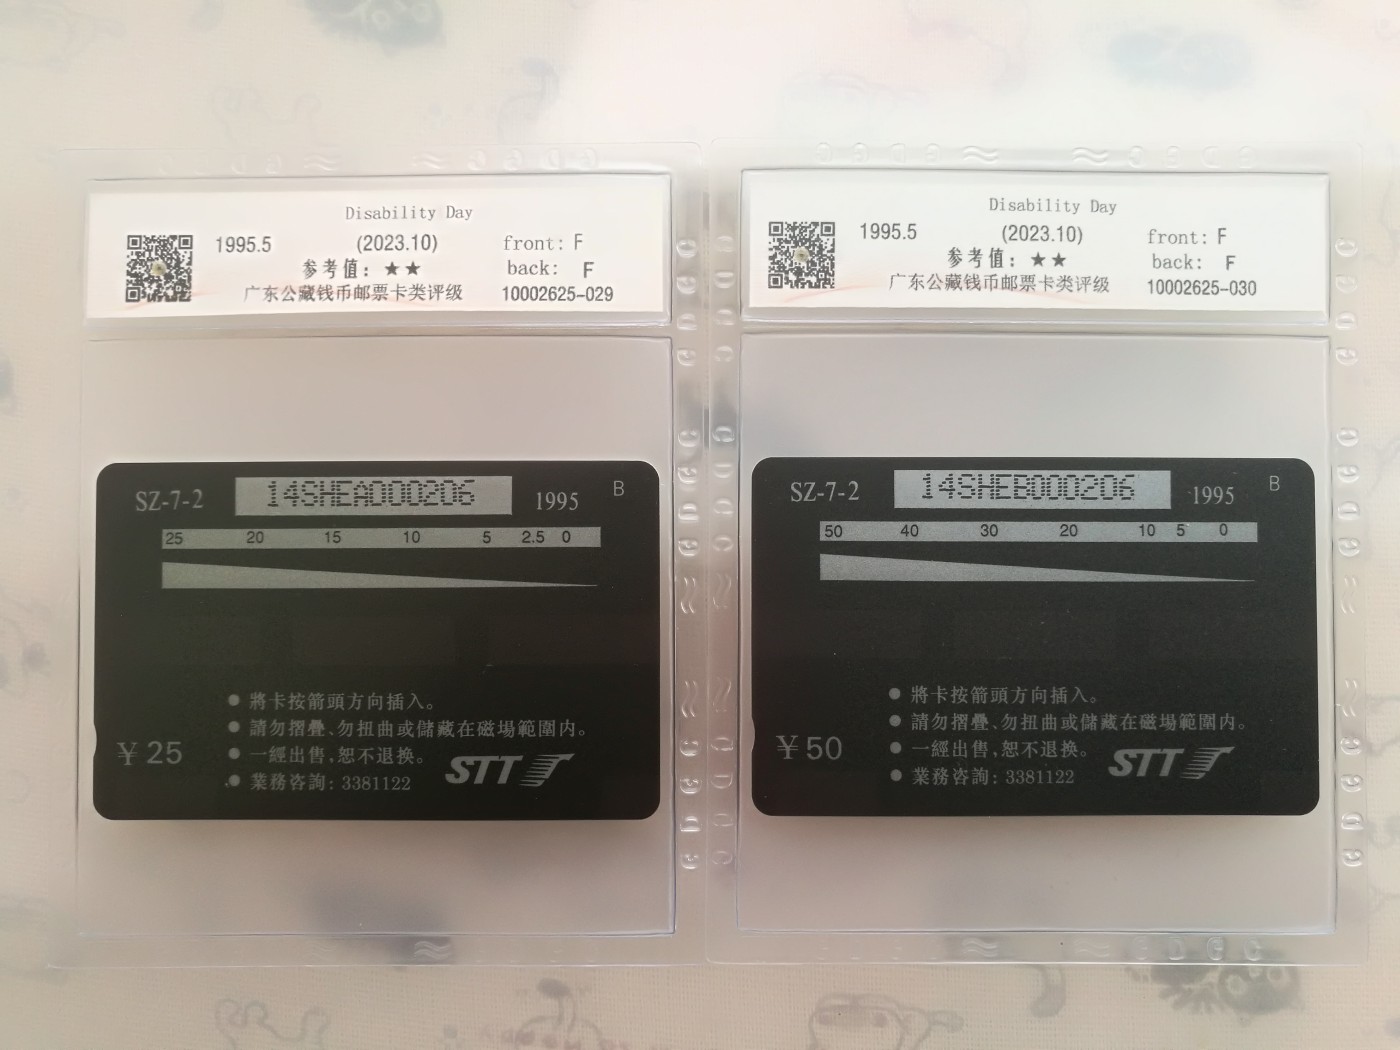 Disability Day
1995.5
(2023.10)
front: F
参考值: ★★
back: F
广东公藏钱币邮票卡类评级
10002625-029
SZ-7-2
14SHEA000206
1995
B
25 20 15 10 5 2.5 0
● 將卡按箭頭方向插入。
● 請勿摺疊、勿扭曲或儲藏在磁場範圍内。
● 一經出售,恕不退换。
● 業務咨詢: 3381122
¥25
STT
Disability Day
1995.5
(2023.10)
front: F
参考值: ★★
back: F
广东公藏钱币邮票卡类评级
10002625-030
SZ-7-2
14SHEB000206
1995
B
50 40 30 20 10 5 0
● 將卡按箭頭方向插入。
● 請勿摺疊、勿扭曲或儲藏在磁場範圍内。
● 一經出售,恕不退换。
● 業務咨詢: 3381122
¥50
STT